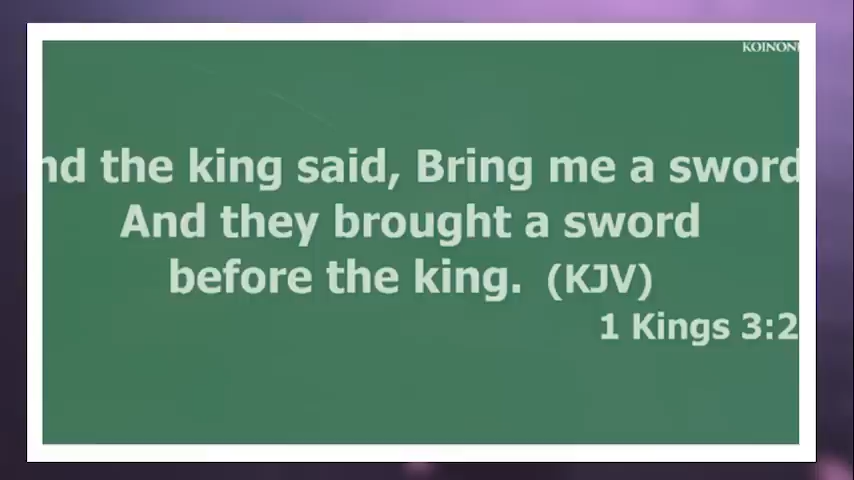 KOINONI
nd the king said, Bring me a sword
And they brought a sword
before the king. (KJV)
1 Kings 3:2